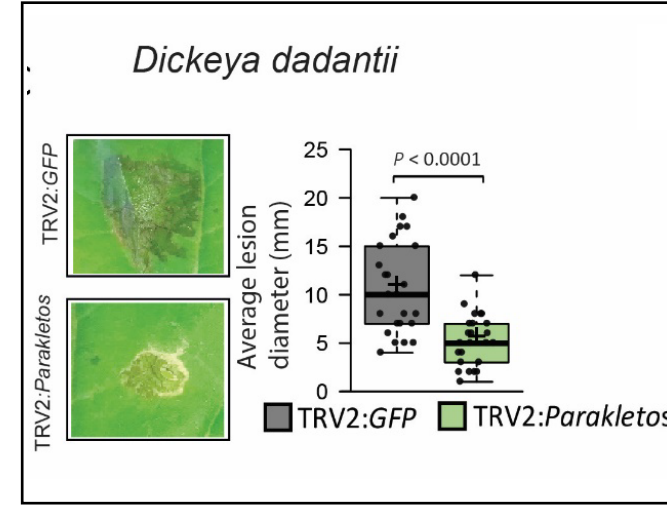 Dickeya dadantii
TRV2:GFP
TRV2:Parakletos
Average lesion
diameter (mm)
25
20
15
10
5
0
P < 0.0001
TRV2:GFP
TRV2:Parakletos